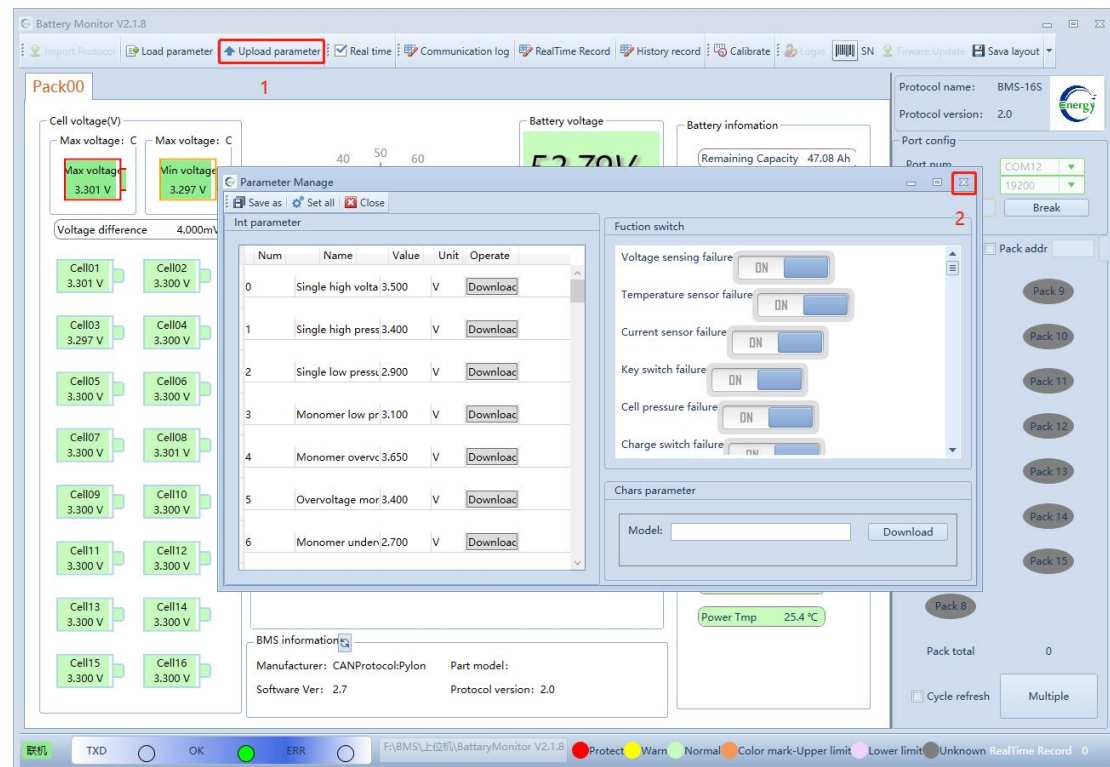 Battery Monitor V2.1.8
Import Protocol Load parameter Upload parameter Real time Communication log RealTime Record History record Calibrate Login SN Firware Update Sava layout
1
Pack00
Cell voltage(V)
Max voltage: C
Max voltage: C
Max voltage
3.301 V
Min voltage
3.297 V
Voltage difference 4.000mV
Cell01
3.301 V
Cell02
3.300 V
Cell03
3.297 V
Cell04
3.300 V
Cell05
3.300 V
Cell06
3.300 V
Cell07
3.300 V
Cell08
3.301 V
Cell09
3.300 V
Cell10
3.300 V
Cell11
3.300 V
Cell12
3.300 V
Cell13
3.300 V
Cell14
3.300 V
Cell15
3.300 V
Cell16
3.300 V
40 50 60
Battery voltage
52.79V
Battery infomation
Remaining Capacity 47.08 Ah
Parameter Manage
Save as Set all Close
2
Int parameter
Num Name Value Unit Operate
0 Single high volta 3.500 V Downloac
1 Single high press 3.400 V Downloac
2 Single low pressu 2.900 V Downloac
3 Monomer low pr 3.100 V Downloac
4 Monomer overvc 3.650 V Downloac
5 Overvoltage mor 3.400 V Downloac
6 Monomer under 2.700 V Downloac
Fuction switch
Voltage sensing failure ON
Temperature sensor failure ON
Current sensor failure ON
Key switch failure ON
Cell pressure failure ON
Charge switch failure ON
Chars parameter
Model: Download
Power Tmp 25.4 ℃
BMS information
Manufacturer: CANProtocol:Pylon Part model:
Software Ver: 2.7 Protocol version: 2.0
Protocol name: BMS-16S
Protocol version: 2.0
Energy
Port config
Port num COM12
19200
Break
Pack addr
Pack 9
Pack 10
Pack 11
Pack 12
Pack 13
Pack 14
Pack 15
Pack 8
Pack total 0
Cycle refresh Multiple
联机 TXD OK ERR F:\BMS\上位机\BattaryMonitor V2.1.8 Protect Warn Normal Color mark-Upper limit Lower limit Unknown RealTime Record 0